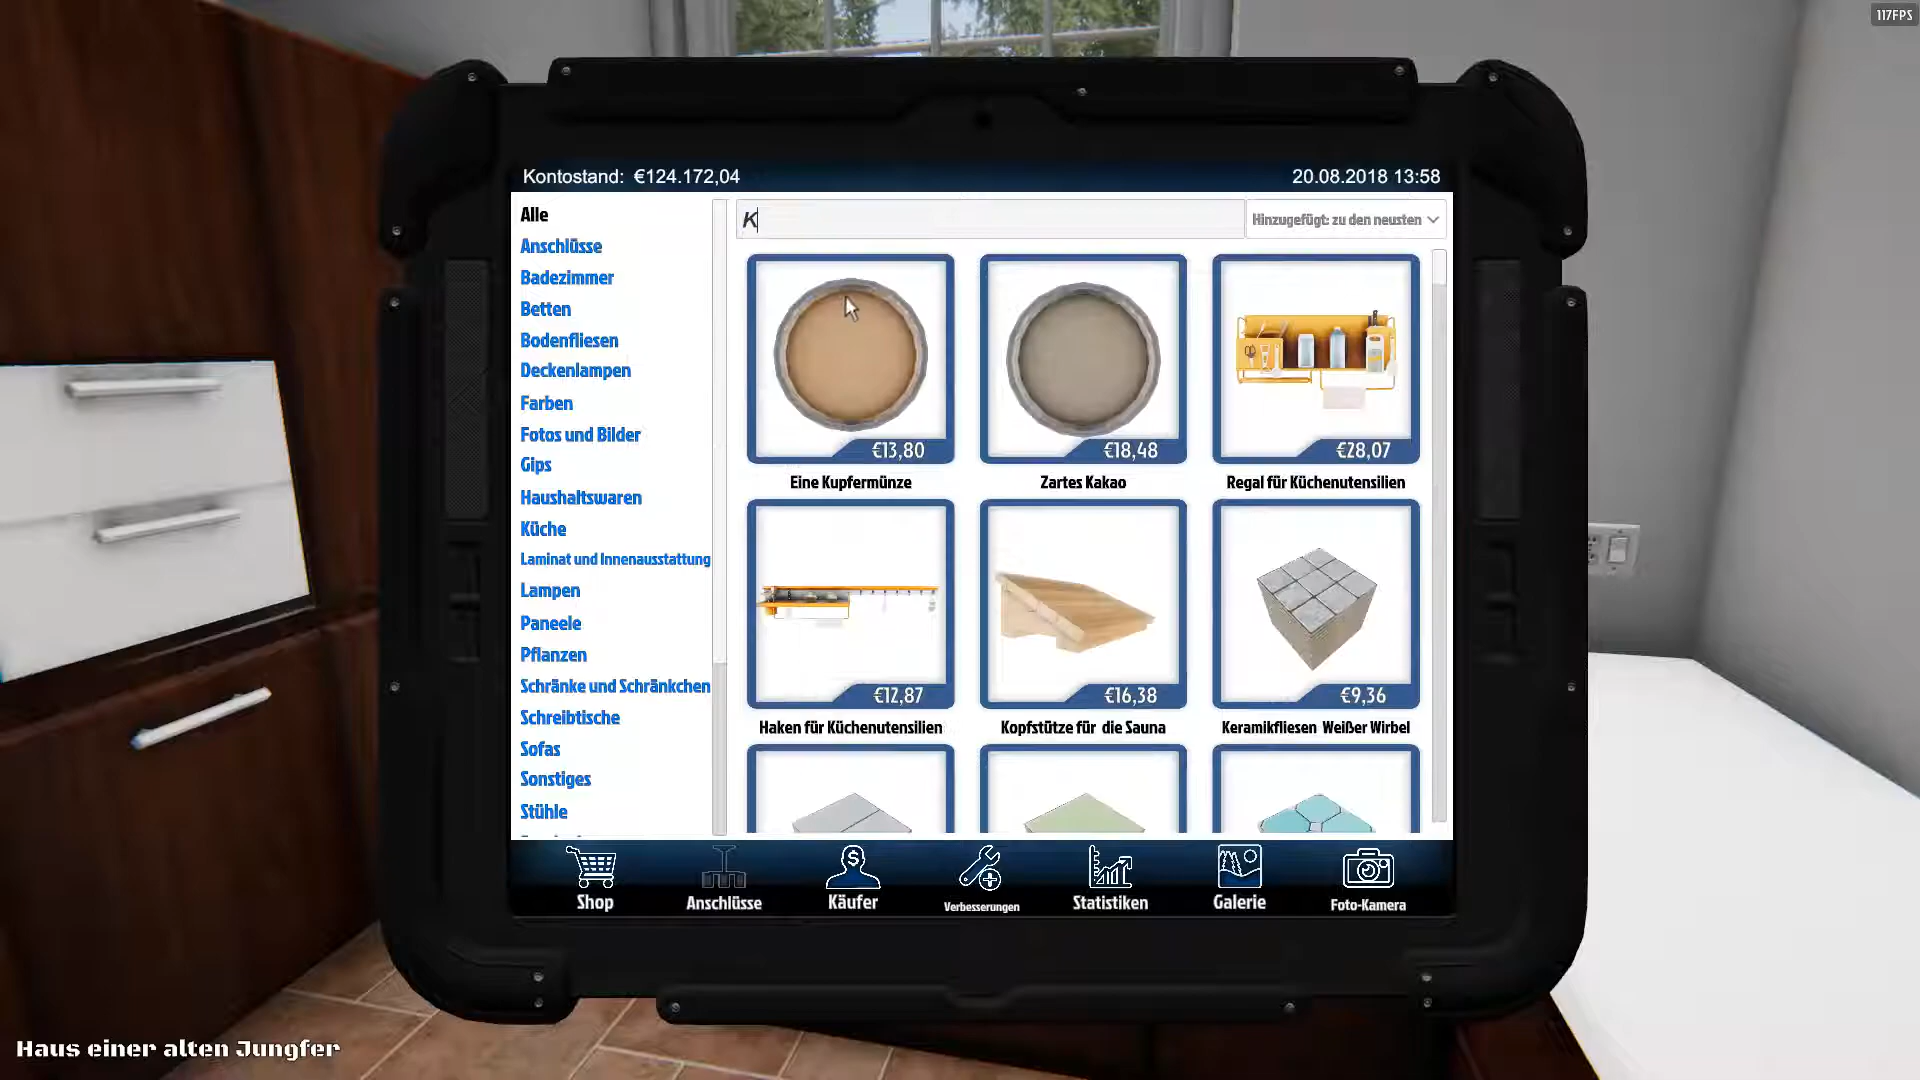 117FPS
Kontostand: €124.172,04
20.08.2018 13:58
Alle
Anschlüsse
Badezimmer
Betten
Bodenfliesen
Deckenlampen
Farben
Fotos und Bilder
Gips
Haushaltswaren
Küche
Laminat und Innenausstattung
Lampen
Paneele
Pflanzen
Schränke und Schränkchen
Schreibtische
Sofas
Sonstiges
Stühle
K
Hinzugefügt: zu den neusten
€13,80
€18,48
€28,07
Eine Kupfermünze
Zartes Kakao
Regal für Küchenutensilien
€12,87
€16,38
€9,36
Haken für Küchenutensilien
Kopfstütze für die Sauna
Keramikfliesen Weißer Wirbel
Shop
Anschlüsse
Käufer
Verbesserungen
Statistiken
Galerie
Foto-Kamera
Haus einer alten Jungfer